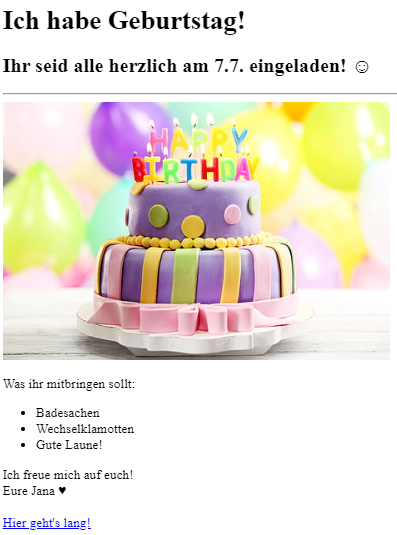 Ich habe Geburtstag!
Ihr seid alle herzlich am 7.7. eingeladen! ☺
HAPPY
BIRTHDAY
Was ihr mitbringen sollt:
• Badesachen
• Wechselklamotten
• Gute Laune!
Ich freue mich auf euch!
Eure Jana ♥
Hier geht's lang!